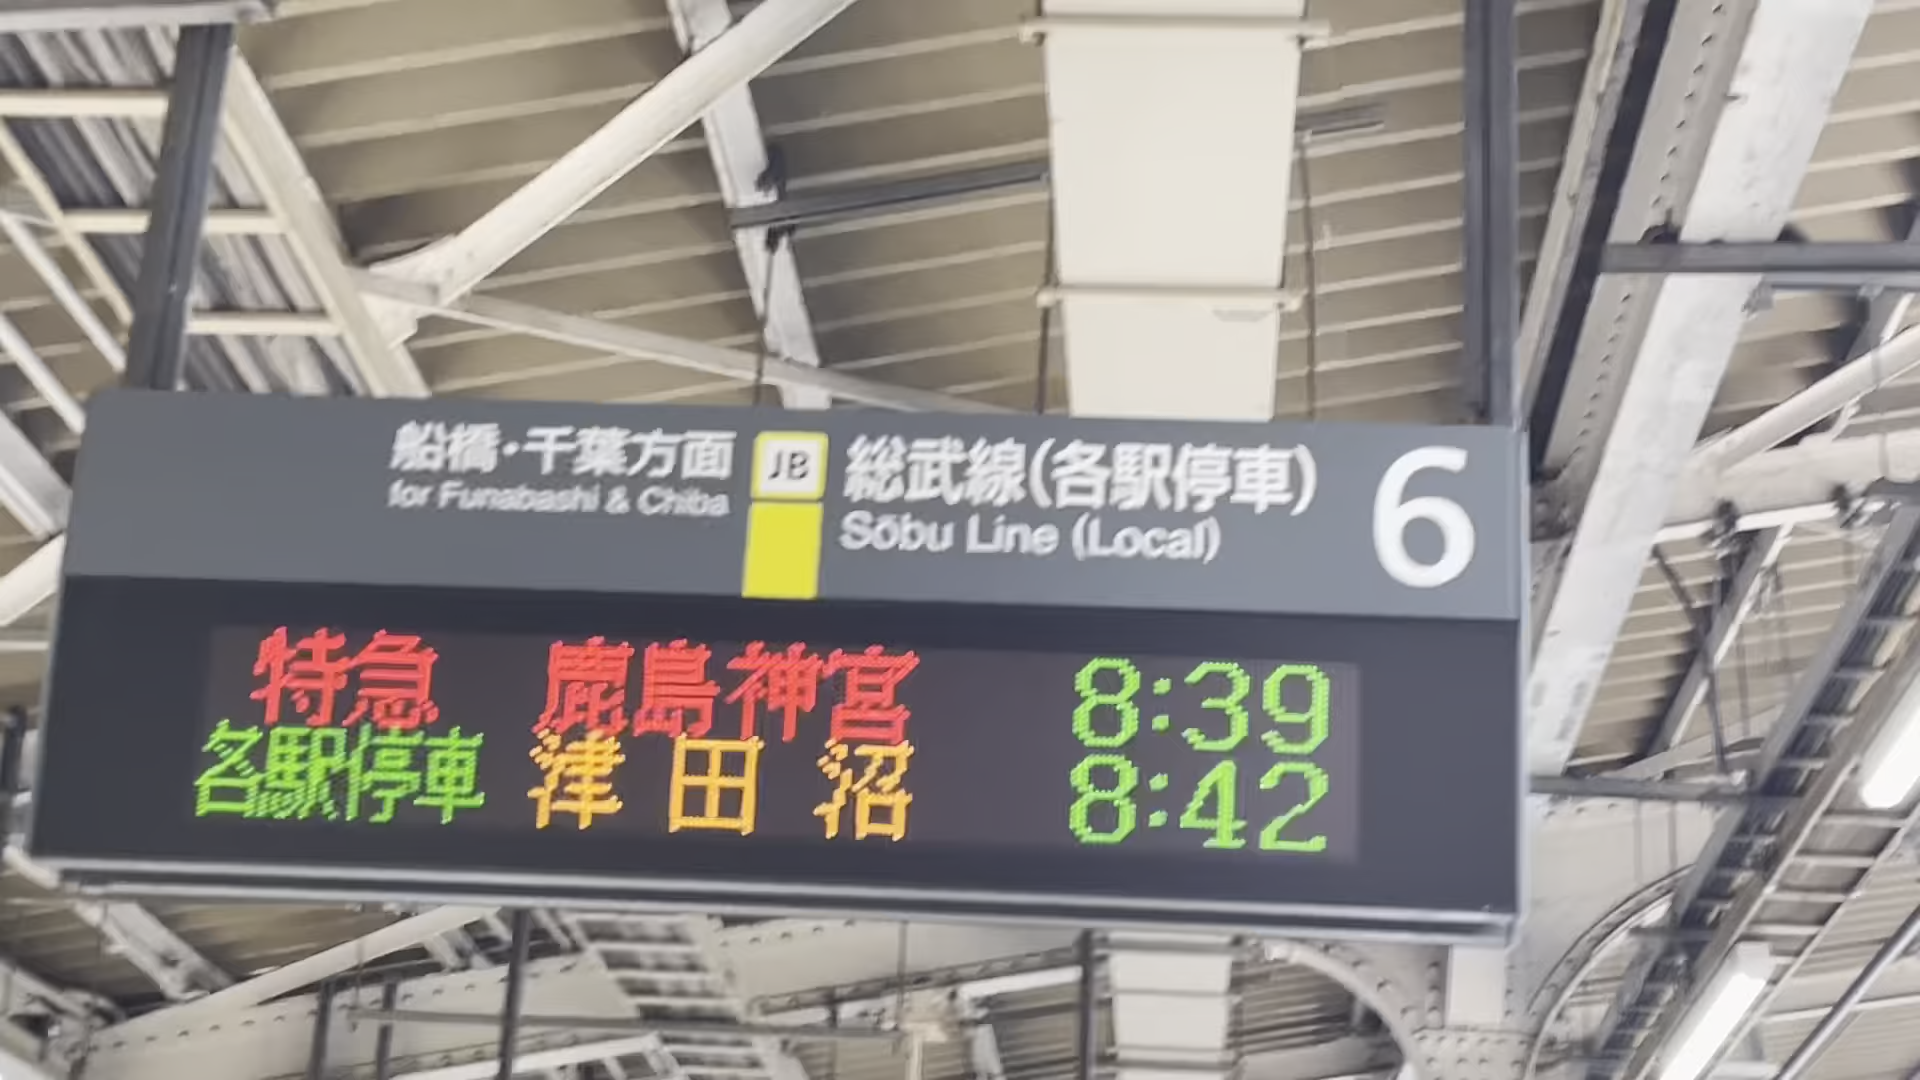 船橋・千葉方面
for Funabashi & Chiba
JB
総武線(各駅停車)
Sōbu Line (Local)
6
特急 鹿島神宮 8:39
各駅停車 津田沼 8:42